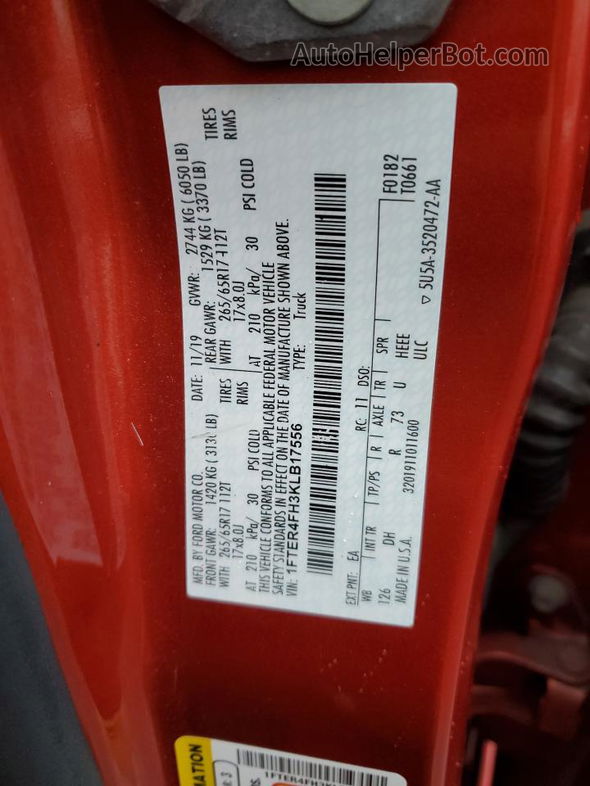 AutoHelperBot.com
MFD. BY FORD MOTOR CO.
DATE: 11/19 GVWR: 2744 KG ( 6050 LB)
FRONT GAWR: 1420 KG ( 3130 LB) REAR GAWR: 1529 KG ( 3370 LB)
WITH 265/65R17 112T TIRES WITH 265/65R17 112T TIRES
17x8.0J RIMS 17x8.0J RIMS
AT 210 kPa/ 30 PSI COLD AT 210 kPa/ 30 PSI COLD
THIS VEHICLE CONFORMS TO ALL APPLICABLE FEDERAL MOTOR VEHICLE
SAFETY STANDARDS IN EFFECT ON THE DATE OF MANUFACTURE SHOWN ABOVE.
VIN: 1FTER4FH3KLB17556 TYPE: Truck
EXT PNT: EA RC: 11 DSO: F0182
WB INT TR TP/PS R AXLE TR SPR T0661
126 DH R 73 U HEEE
MADE IN U.S.A. 3201911011600 ULC
5U5A-3520472-AA
1FTER4FH3K